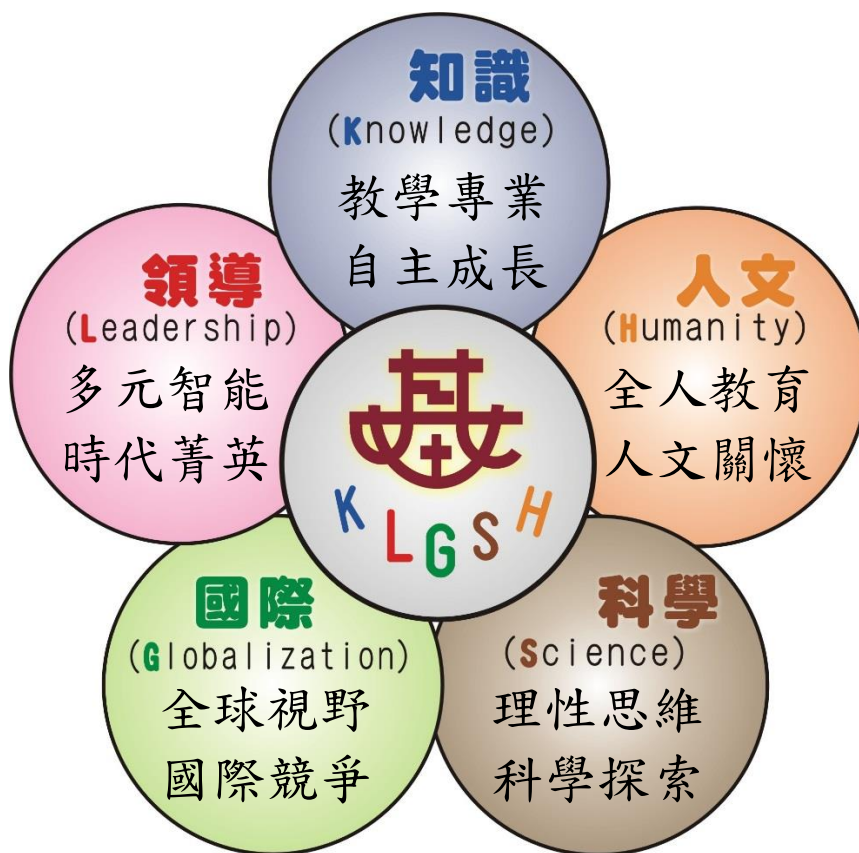 知識
(Knowledge)
教學專業
自主成長
領導
(Leadership)
多元智能
時代菁英
人文
(Humanity)
全人教育
人文關懷
基
KLGSH
國際
(Globalization)
全球視野
國際競爭
科學
(Science)
理性思維
科學探索